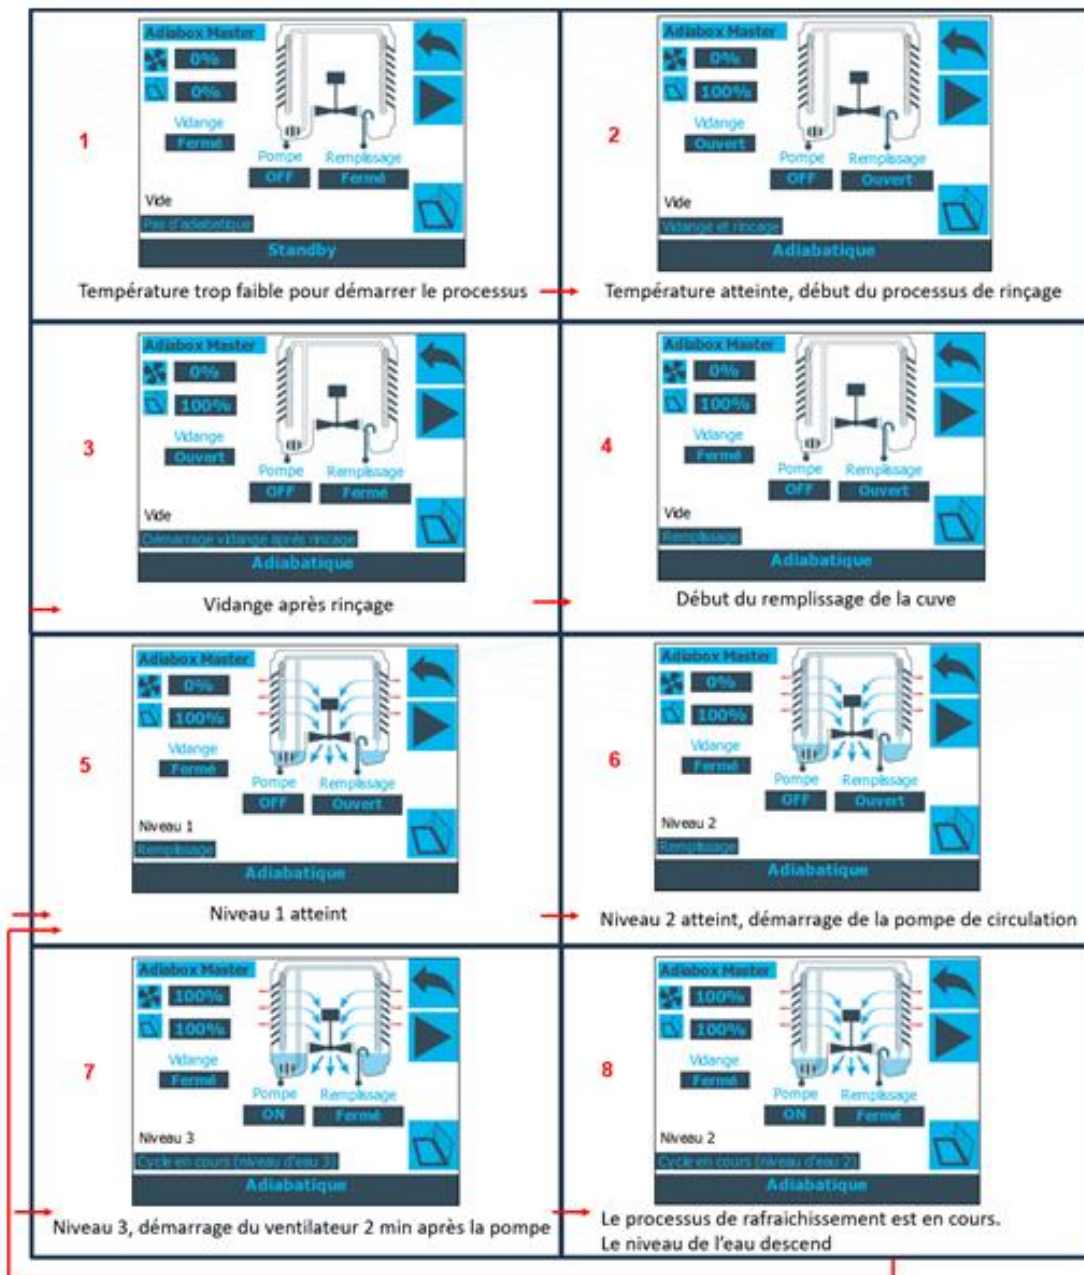 1
Adiabox Master
0%
0%
Vidange
Fermé
Pompe Remplissage
OFF Fermé
Vide
Pas d'adiabatique
Standby
Température trop faible pour démarrer le processus
2
Adiabox Master
0%
100%
Vidange
Ouvert
Pompe Remplissage
OFF Ouvert
Vide
Vidange et rincage
Adiabatique
Température atteinte, début du processus de rinçage
3
Adiabox Master
0%
100%
Vidange
Ouvert
Pompe Remplissage
OFF Fermé
Vide
Démarrage vidange après rincage
Adiabatique
Vidange après rinçage
4
Adiabox Master
0%
100%
Vidange
Fermé
Pompe Remplissage
OFF Ouvert
Vide
Remplissage
Adiabatique
Début du remplissage de la cuve
5
Adiabox Master
0%
100%
Vidange
Fermé
Pompe Remplissage
OFF Ouvert
Niveau 1
Remplissage
Adiabatique
Niveau 1 atteint
6
Adiabox Master
0%
100%
Vidange
Fermé
Pompe Remplissage
OFF Ouvert
Niveau 2
Remplissage
Adiabatique
Niveau 2 atteint, démarrage de la pompe de circulation
7
Adiabox Master
100%
100%
Vidange
Fermé
Pompe Remplissage
ON Fermé
Niveau 3
Cycle en cours (niveau d'eau 3)
Adiabatique
Niveau 3, démarrage du ventilateur 2 min après la pompe
8
Adiabox Master
100%
100%
Vidange
Fermé
Pompe Remplissage
ON Fermé
Niveau 2
Cycle en cours (niveau d'eau 2)
Adiabatique
Le processus de rafraichissement est en cours.
Le niveau de l'eau descend